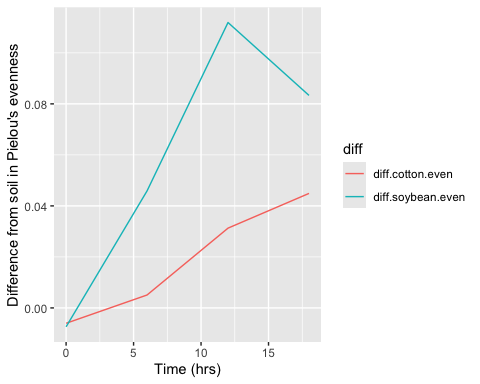 Difference from soil in Pielou's evenness
0.08
0.04
0.00
0
5
10
15
Time (hrs)
diff
diff.cotton.even
diff.soybean.even